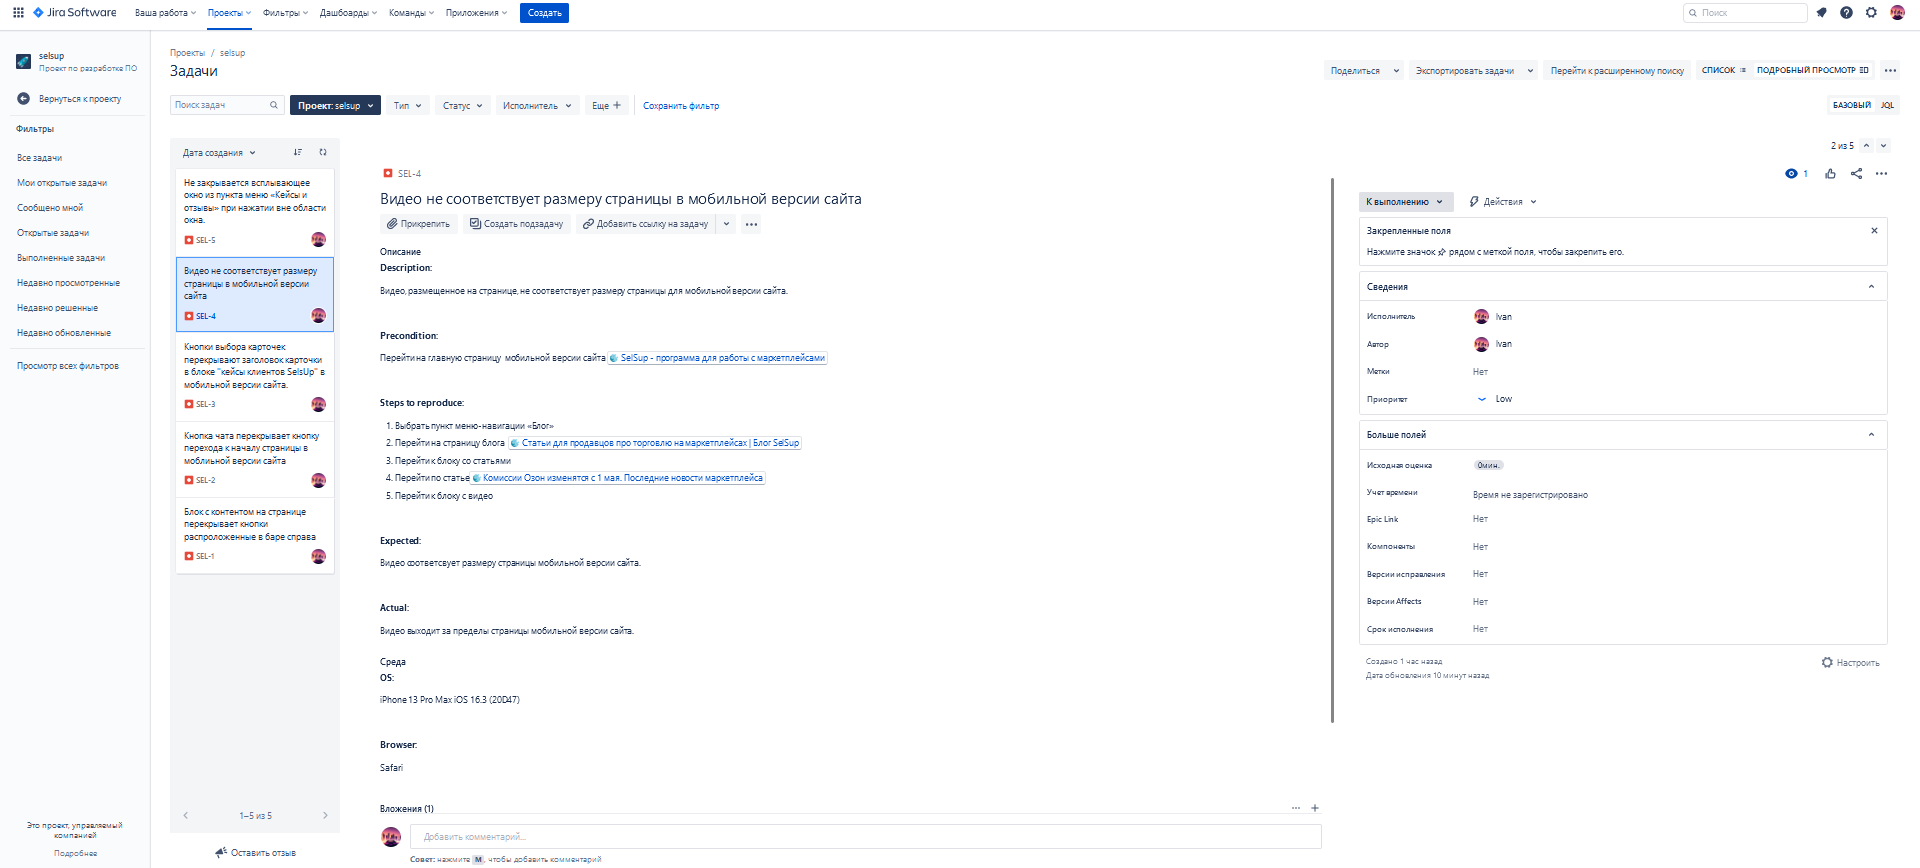 Jira Software
Ваша работа
Проекты
Фильтры
Дашборды
Команды
Приложения
Создать
Поиск
selsup
Проект по разработке ПО
Вернуться к проекту
Фильтры
Все задачи
Мои открытые задачи
Сообщено мной
Открытые задачи
Выполненные задачи
Недавно просмотренные
Недавно решенные
Недавно обновленные
Просмотр всех фильтров
Это проект, управляемый
компанией
Подробнее
Проекты / selsup
Задачи
Поделиться
Экспортировать задачи
Перейти к расширенному поиску
СПИСОК
ПОДРОБНЫЙ ПРОСМОТР
Поиск задач
Проект: selsup
Тип
Статус
Исполнитель
Еще
Сохранить фильтр
БАЗОВЫЙ
JQL
Дата создания
Не закрывается всплывающее
окно из пункта меню «Кейсы и
отзывы» при нажатии вне области
окна.
SEL-5
Видео не соответствует размеру
страницы в мобильной версии
сайта
SEL-4
Кнопки выбора карточек
перекрывают заголовок карточки
в блоке "кейсы клиентов SelsUp" в
мобильной версии сайта.
SEL-3
Кнопка чата перекрывает кнопку
перехода к началу страницы в
мобильной версии сайта
SEL-2
Блок с контентом на странице
перекрывает кнопки
распроложенные в баре справа
SEL-1
1–5 из 5
Оставить отзыв
2 из 5
SEL-4
1
Видео не соответствует размеру страницы в мобильной версии сайта
Прикрепить
Создать подзадачу
Добавить ссылку на задачу
Описание
Description:
Видео, размещенное на странице, не соответствует размеру страницы для мобильной версии сайта.
Precondition:
Перейти на главную страницу мобильной версии сайта SelSup - программа для работы с маркетплейсами
Steps to reproduce:
1. Выбрать пункт меню-навигации «Блог»
2. Перейти на страницу блога Статьи для продавцов про торговлю на маркетплейсах | Блог SelSup
3. Перейти к блоку со статьями
4. Перейти по статье Комиссии Озон изменятся с 1 мая. Последние новости маркетплейса
5. Перейти к блоку с видео
Expected:
Видео соответсвует размеру страницы мобильной версии сайта.
Actual:
Видео выходит за пределы страницы мобильной версии сайта.
Среда
OS:
iPhone 13 Pro Max iOS 16.3 (20D47)
Browser:
Safari
Вложения (1)
Добавить комментарий...
Совет: нажмите M, чтобы добавить комментарий
К выполнению
Действия
Закрепленные поля
Нажмите значок рядом с меткой поля, чтобы закрепить его.
Сведения
Исполнитель
Ivan
Автор
Ivan
Метки
Нет
Приоритет
Low
Больше полей
Исходная оценка
0мин.
Учет времени
Время не зарегистрировано
Epic Link
Нет
Компоненты
Нет
Версии исправления
Нет
Версии Affects
Нет
Срок исполнения
Нет
Создано 1 час назад
Дата обновления 10 минут назад
Настроить